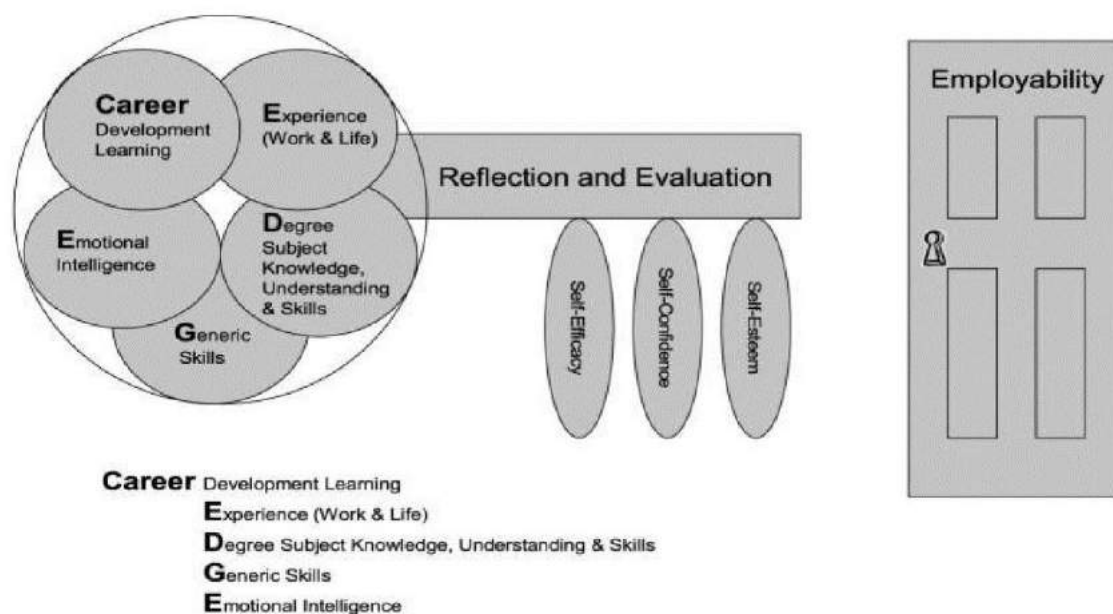 Career
Development
Learning
Experience
(Work & Life)
Emotional
Intelligence
Degree
Subject
Knowledge,
Understanding
& Skills
Generic
Skills
Reflection and Evaluation
Self-Efficacy
Self-Confidence
Self-Esteem
Employability
Career Development Learning
Experience (Work & Life)
Degree Subject Knowledge, Understanding & Skills
Generic Skills
Emotional Intelligence